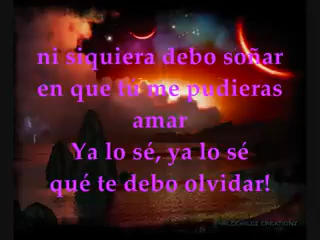 ni siquiera debo soñar
en que tu me pudieras
amar
Ya lo sé, ya lo sé
qué te debo olvidar!